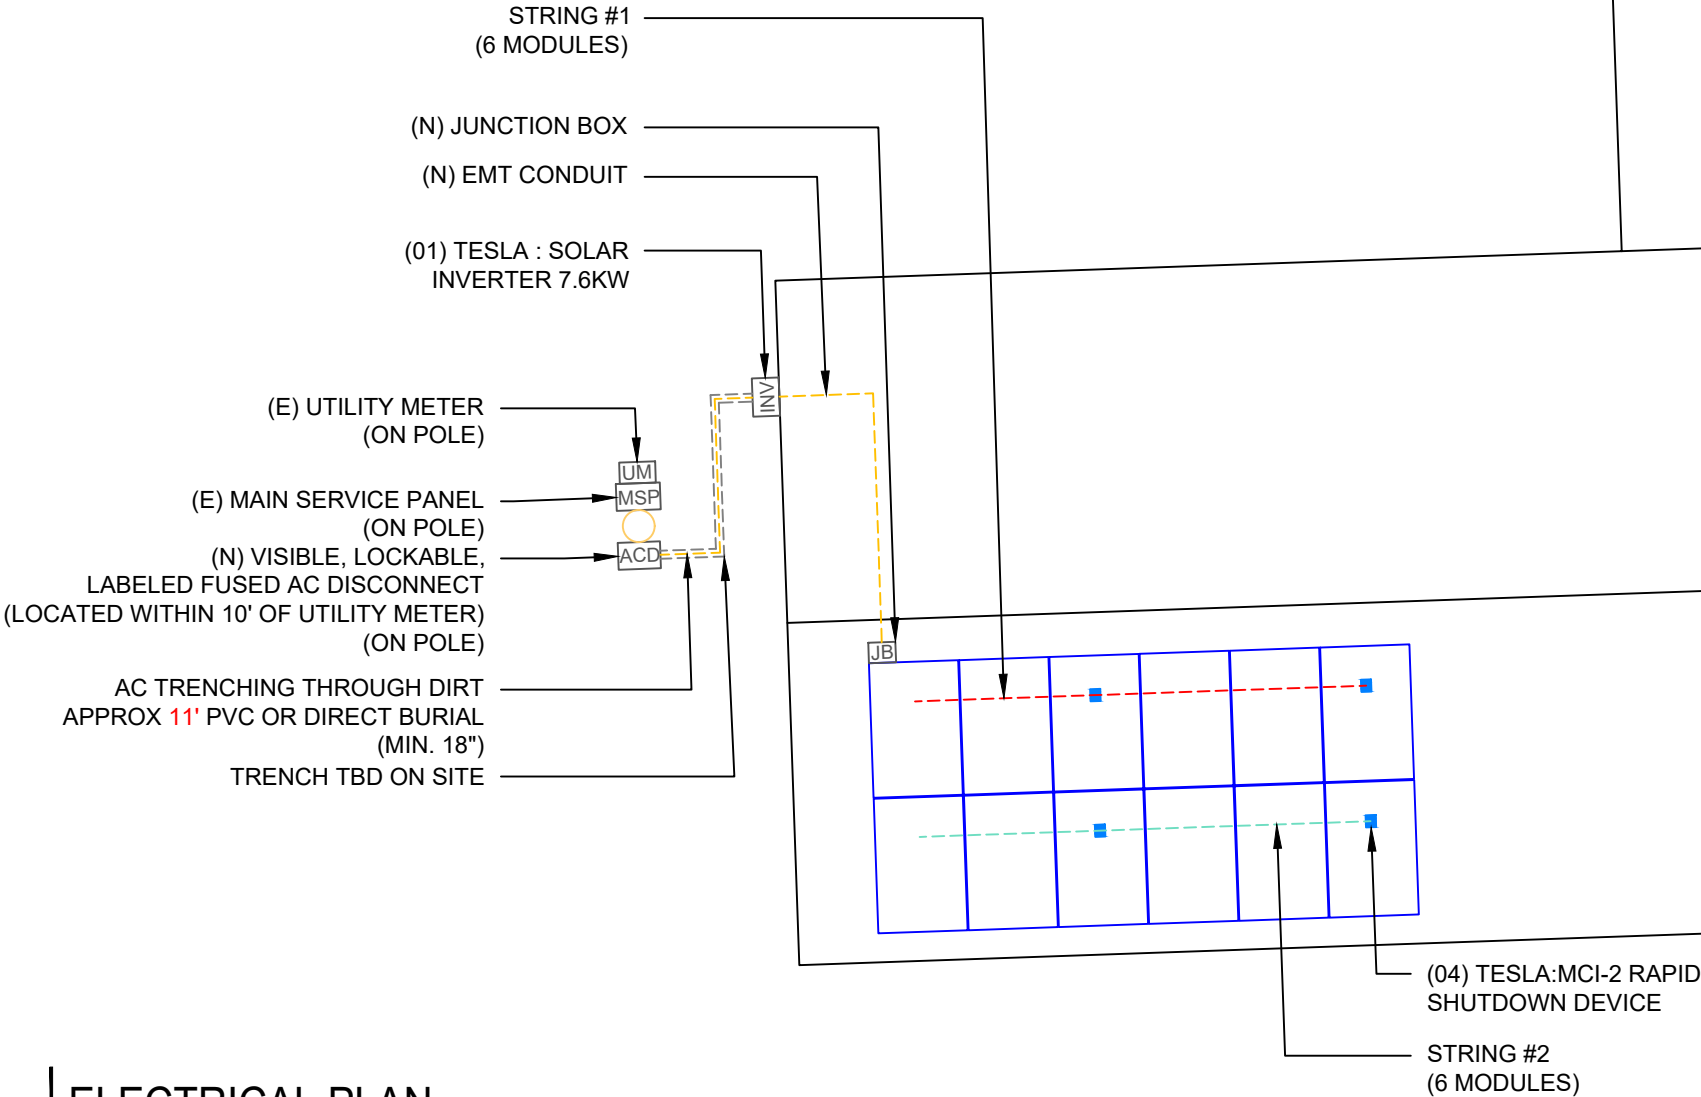 STRING #1
(6 MODULES)
(N) JUNCTION BOX
(N) EMT CONDUIT
(01) TESLA : SOLAR
INVERTER 7.6KW
(E) UTILITY METER
(ON POLE)
(E) MAIN SERVICE PANEL
(ON POLE)
(N) VISIBLE, LOCKABLE,
LABELED FUSED AC DISCONNECT
(LOCATED WITHIN 10' OF UTILITY METER)
(ON POLE)
AC TRENCHING THROUGH DIRT
APPROX 11' PVC OR DIRECT BURIAL
(MIN. 18")
TRENCH TBD ON SITE
INV
UM
MSP
ACD
JB
(04) TESLA:MCI-2 RAPID
SHUTDOWN DEVICE
STRING #2
(6 MODULES)
ELECTRICAL PLAN